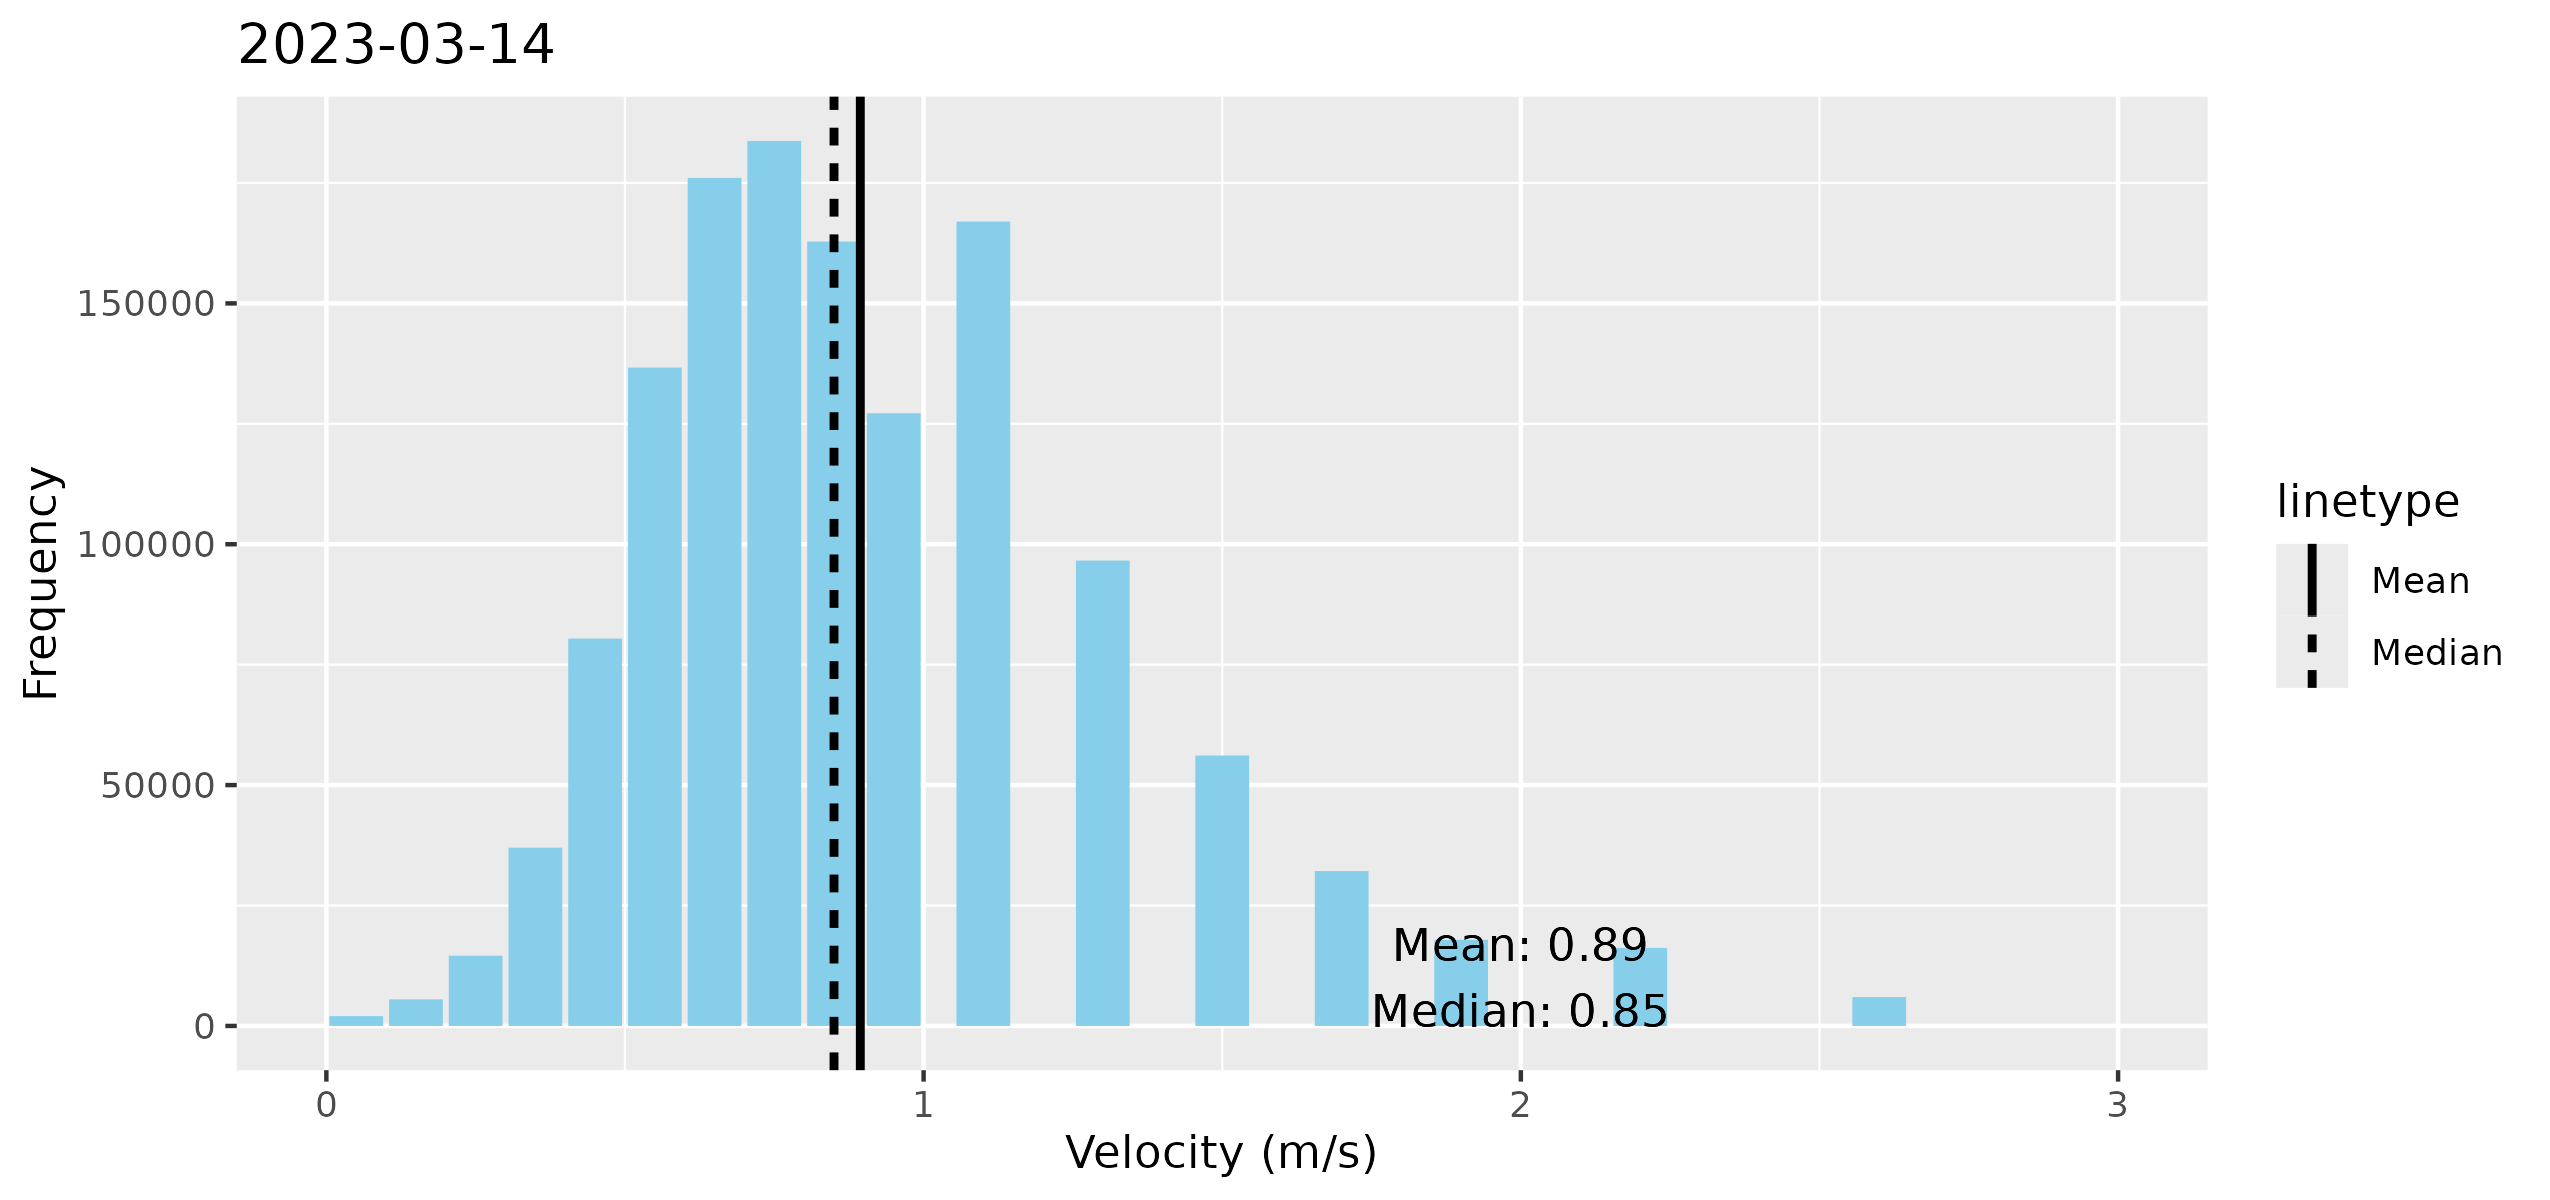 2023-03-14
Frequency
150000
100000
50000
0
Mean: 0.89
Median: 0.85
0
1
2
3
Velocity (m/s)
linetype
Mean
Median